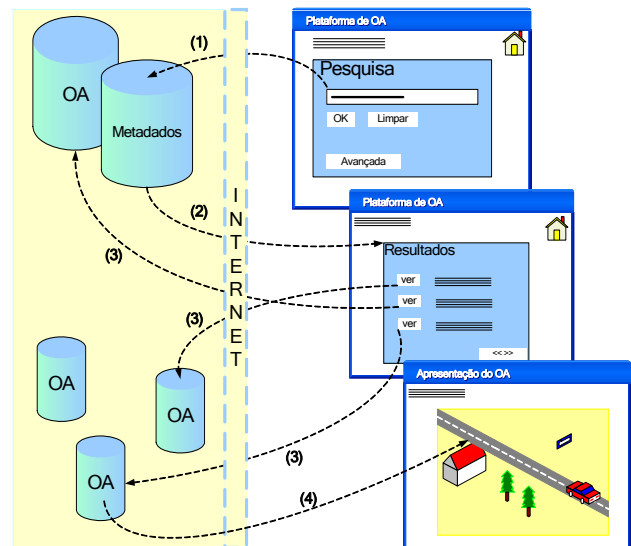 OA
Metadados
(1)
(2)
(3)
(3)
OA
OA
OA
(3)
(4)
INTERNET
Plataforma de OA
Pesquisa
OK
Limpar
Avançada
Plataforma de OA
Resultados
ver
ver
ver
<< >>
Apresentação do OA